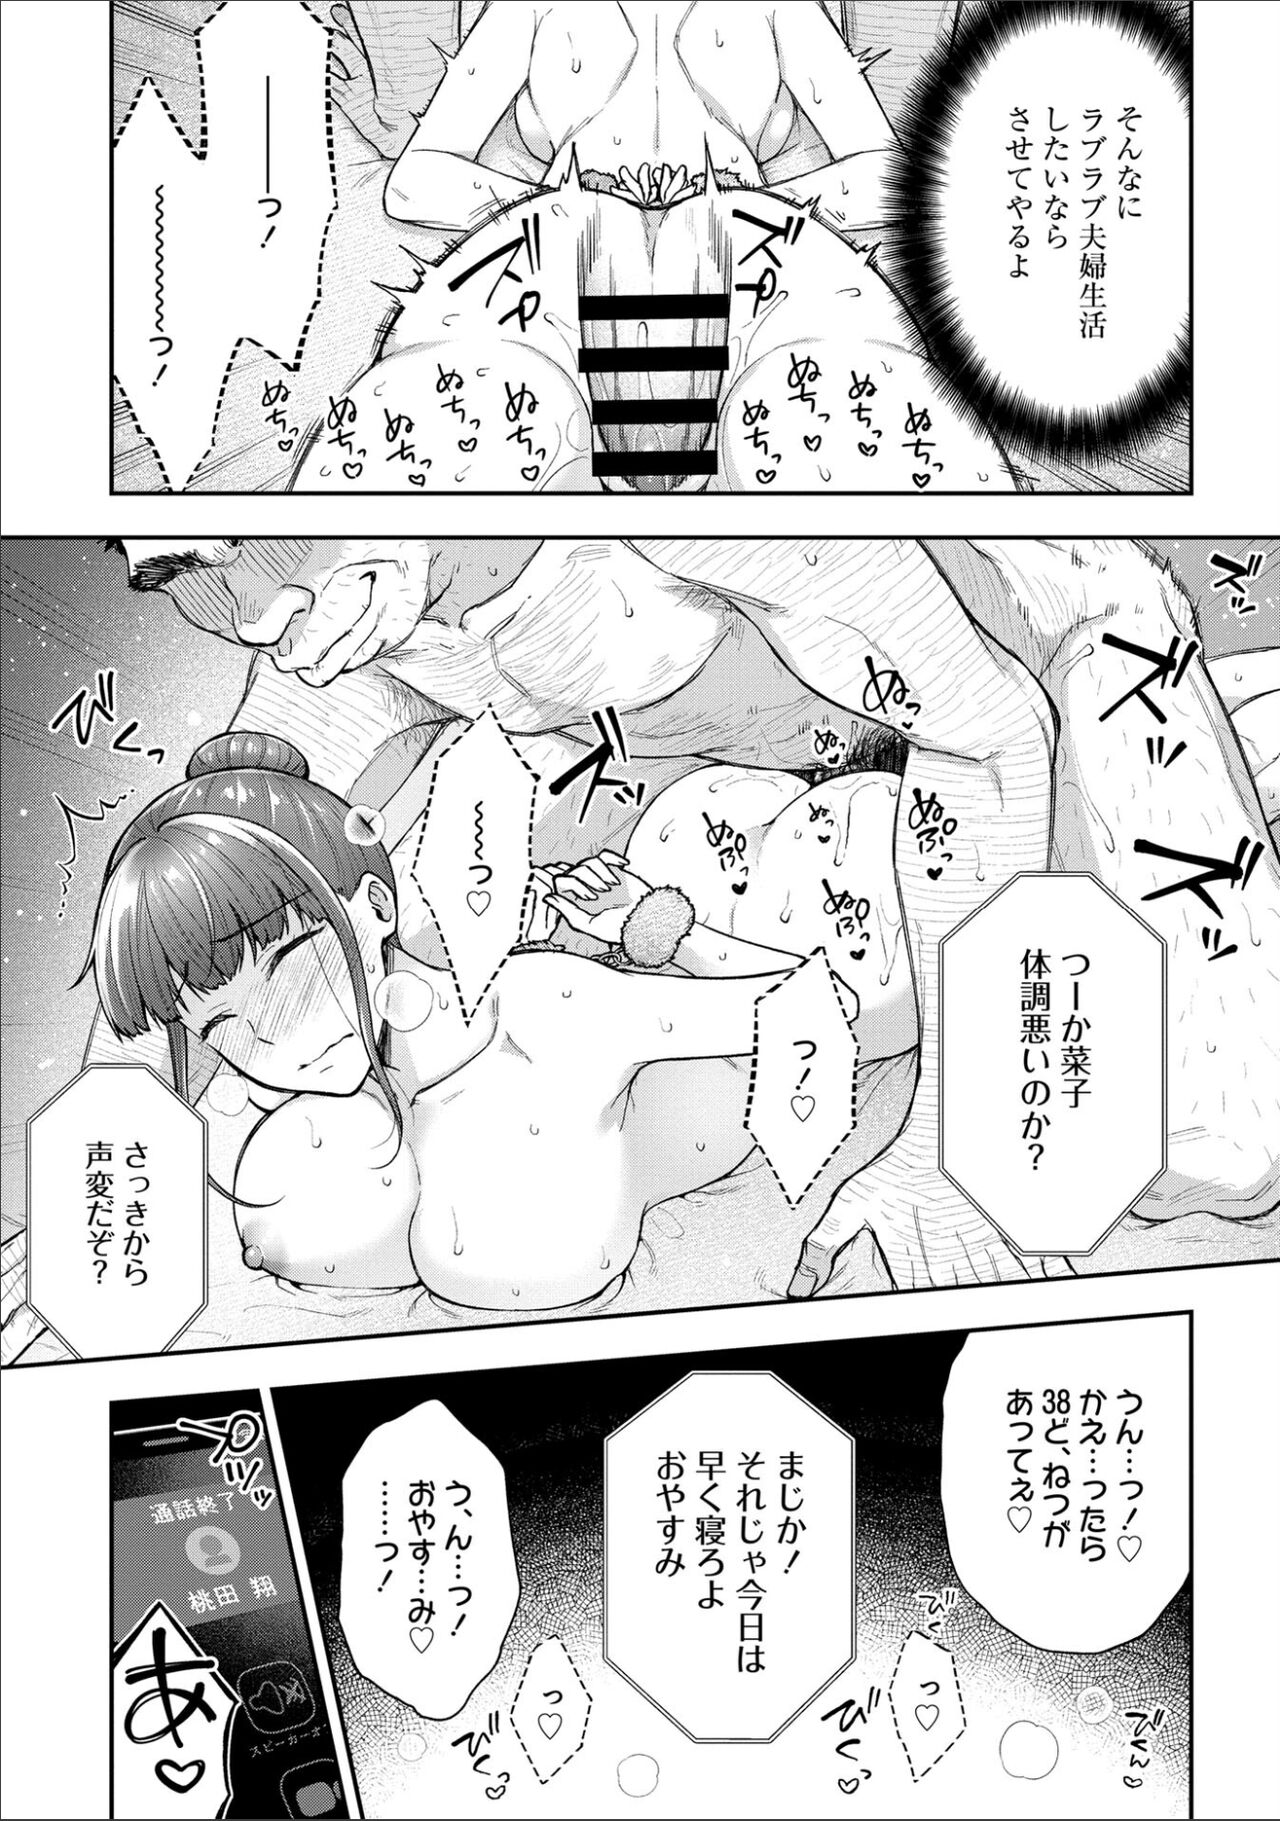 そんなに
ラブラブ夫婦生活
したいなら
させてやるよ
ズプ
ズプ
っ！
～～～っ！
ぬちっ♡
ぬちっ♡
ぬちっ♡
ぬちっ♡
ぬちっ♡
ぬちっ♡
ぬちっ♡
ぬちっ♡
ズッ
ズッ
ズッ
ズッ
ぬっ♡
ぬっ♡
ぬぷっ♡
ぬぷっ♡
ぬぷっ♡
っ♡
びくっ
つーか菜子
体調悪いのか？
～～っ♡
っ！♡
さっきから
声変だぞ？
うん…っ！♡
かえ…ったら
38ど、ねつが
あってぇ♡
まじか！
それじゃ今日は
早く寝ろよ
おやすみ
う、ん…っ！
おやす…み♡
……っ！
びくんっ
びくっ
っ♡
っ♡
びくっ
プッ
通話終了
桃田 翔
スピーカーオ
あ♡